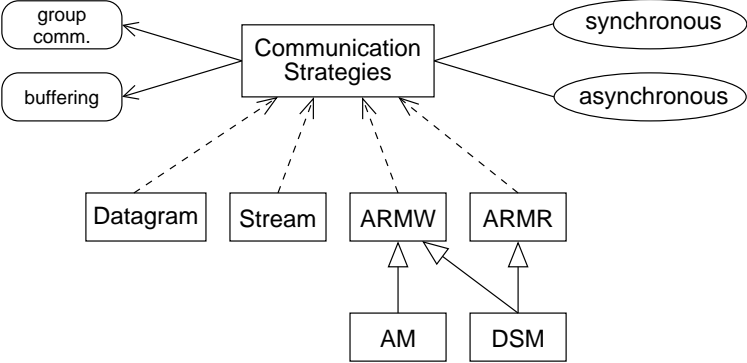 group
comm.
Communication
Strategies
synchronous
buffering
asynchronous
Datagram
Stream
ARMW
ARMR
AM
DSM